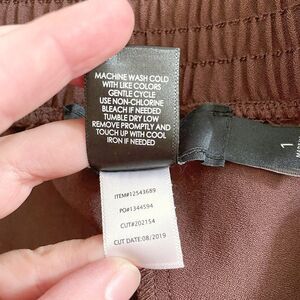 MACHINE WASH COLD
WITH LIKE COLORS
GENTLE CYCLE
USE NON-CHLORINE
BLEACH IF NEEDED
TUMBLE DRY LOW
REMOVE PROMPTLY AND
TOUCH UP WITH COOL
IRON IF NEEDED
ITEM#12543689
PO#1344594
CUT#202154
CUT DATE:08/2019
1